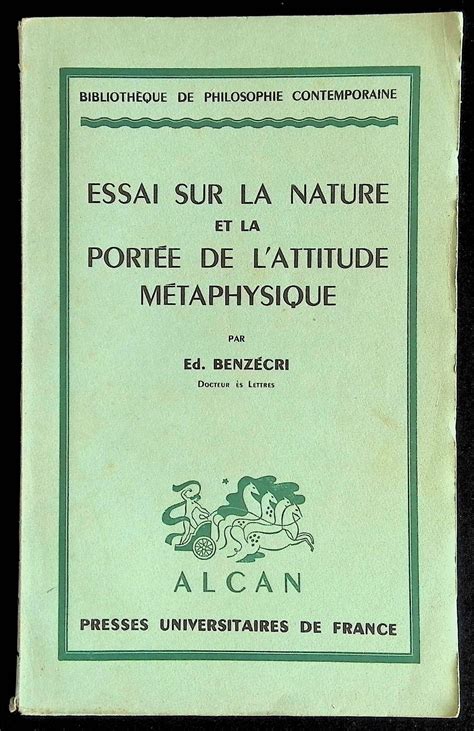 BIBLIOTHÈQUE DE PHILOSOPHIE CONTEMPORAINE
ESSAI SUR LA NATURE
ET LA
PORTÉE DE L'ATTITUDE
MÉTAPHYSIQUE
PAR
Ed. BENZÉCRI
Docteur ès Lettres
ALCAN
PRESSES UNIVERSITAIRES DE FRANCE